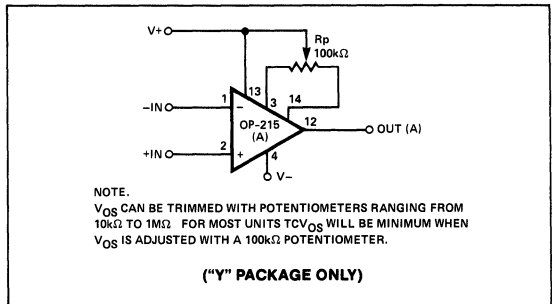 V+
Rp
100kΩ
13
3
14
1
–IN
–
OP-215
(A)
12
OUT (A)
+IN
2
+
4
V–
NOTE.
VOS CAN BE TRIMMED WITH POTENTIOMETERS RANGING FROM
10kΩ TO 1MΩ FOR MOST UNITS TCVOS WILL BE MINIMUM WHEN
VOS IS ADJUSTED WITH A 100kΩ POTENTIOMETER.
("Y" PACKAGE ONLY)